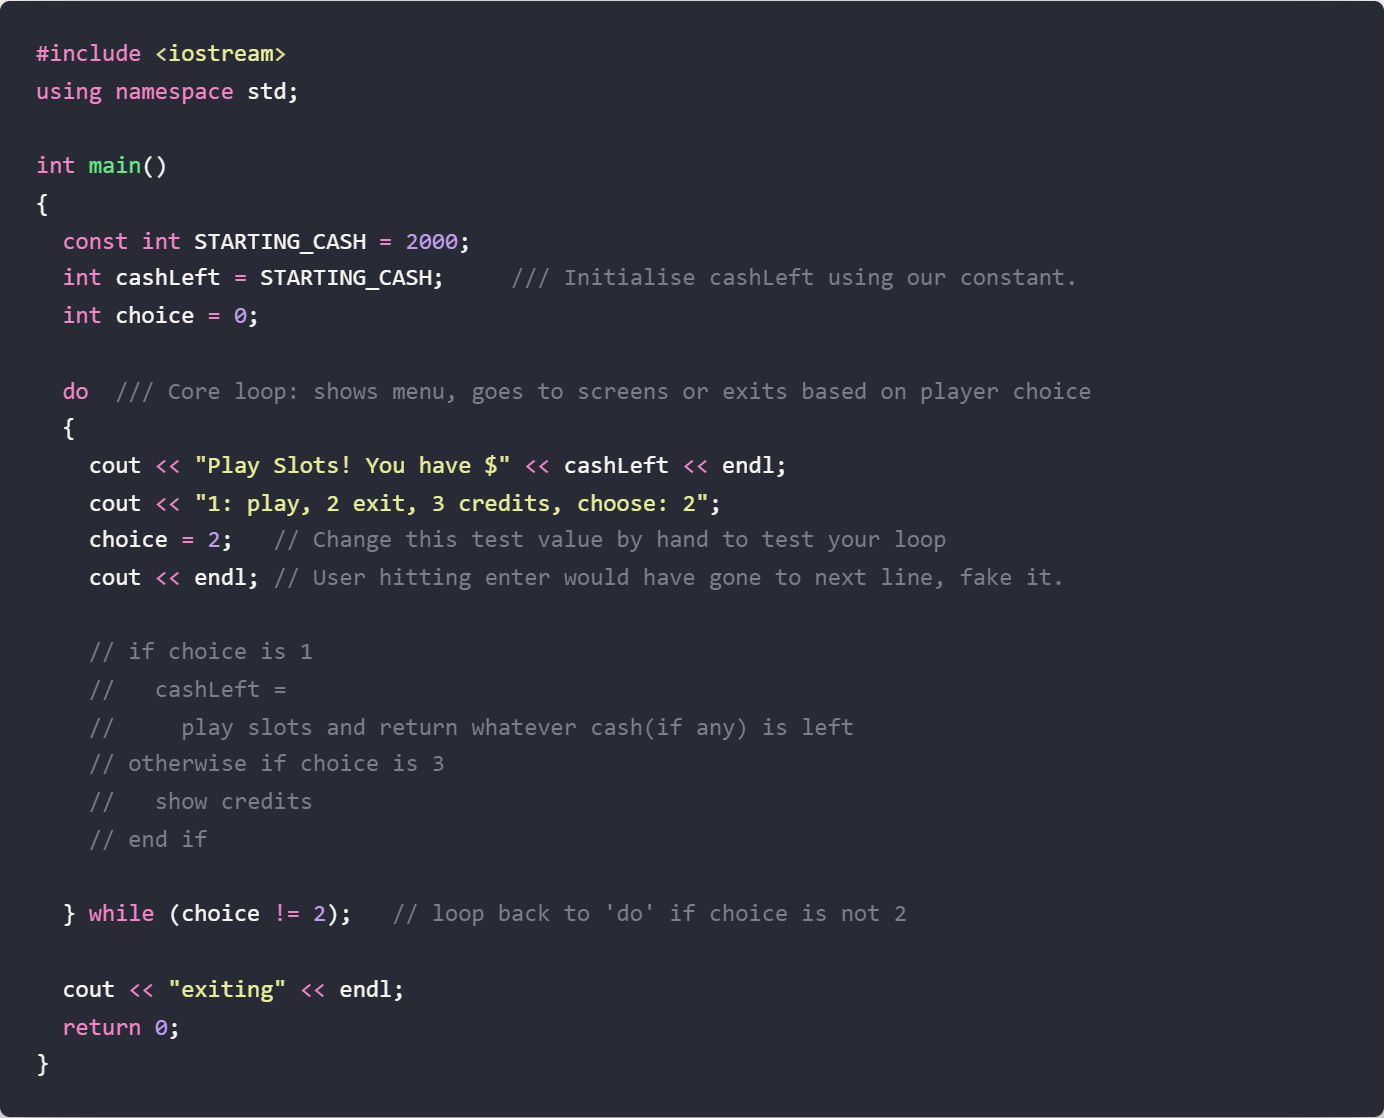 #include <iostream>
using namespace std;

int main()
{
  const int STARTING_CASH = 2000;
  int cashLeft = STARTING_CASH;     /// Initialise cashLeft using our constant.
  int choice = 0;

  do  /// Core loop: shows menu, goes to screens or exits based on player choice
  {
    cout << "Play Slots! You have $" << cashLeft << endl;
    cout << "1: play, 2 exit, 3 credits, choose: 2";
    choice = 2;   // Change this test value by hand to test your loop
    cout << endl; // User hitting enter would have gone to next line, fake it.

    // if choice is 1
    //   cashLeft =
    //     play slots and return whatever cash(if any) is left
    // otherwise if choice is 3
    //   show credits
    // end if

  } while (choice != 2);   // loop back to 'do' if choice is not 2

  cout << "exiting" << endl;
  return 0;
}